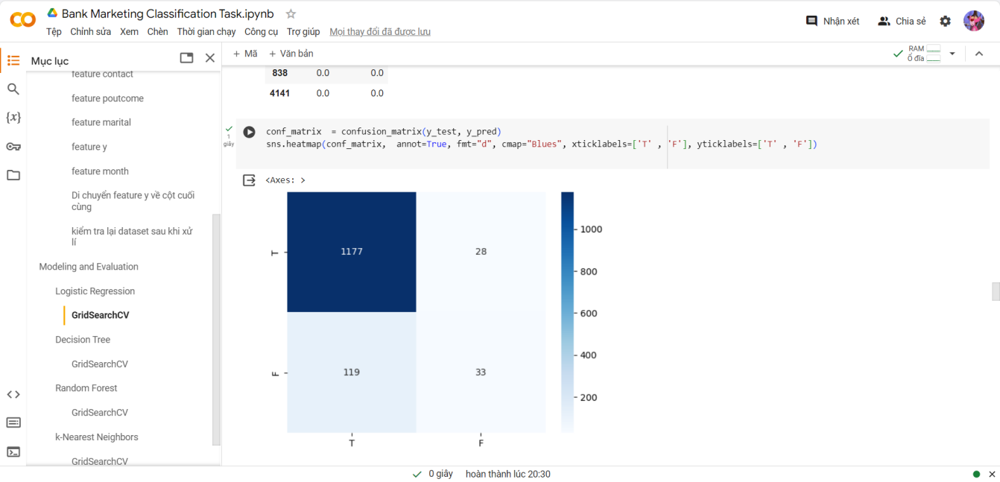 Bank Marketing Classification Task.ipynb
Tệp Chỉnh sửa Xem Chèn Thời gian chạy Công cụ Trợ giúp Mọi thay đổi đã được lưu
Nhận xét Chia sẻ
Mục lục
feature contact
feature poutcome
feature marital
feature y
feature month
Di chuyển feature y về cột cuối
cùng
kiểm tra lại dataset sau khi xử
lí
Modeling and Evaluation
Logistic Regression
GridSearchCV
Decision Tree
GridSearchCV
Random Forest
GridSearchCV
k-Nearest Neighbors
GridSearchCV
+ Mã + Văn bản
RAM
Ổ đĩa
838 0.0 0.0
4141 0.0 0.0
1
giây
conf_matrix  = confusion_matrix(y_test, y_pred)
sns.heatmap(conf_matrix,  annot=True, fmt="d", cmap="Blues", xticklabels=['T' , 'F'], yticklabels=['T' , 'F'])
<Axes: >
T 1177 28
F 119 33
T F
1000
800
600
400
200
0 giây hoàn thành lúc 20:30